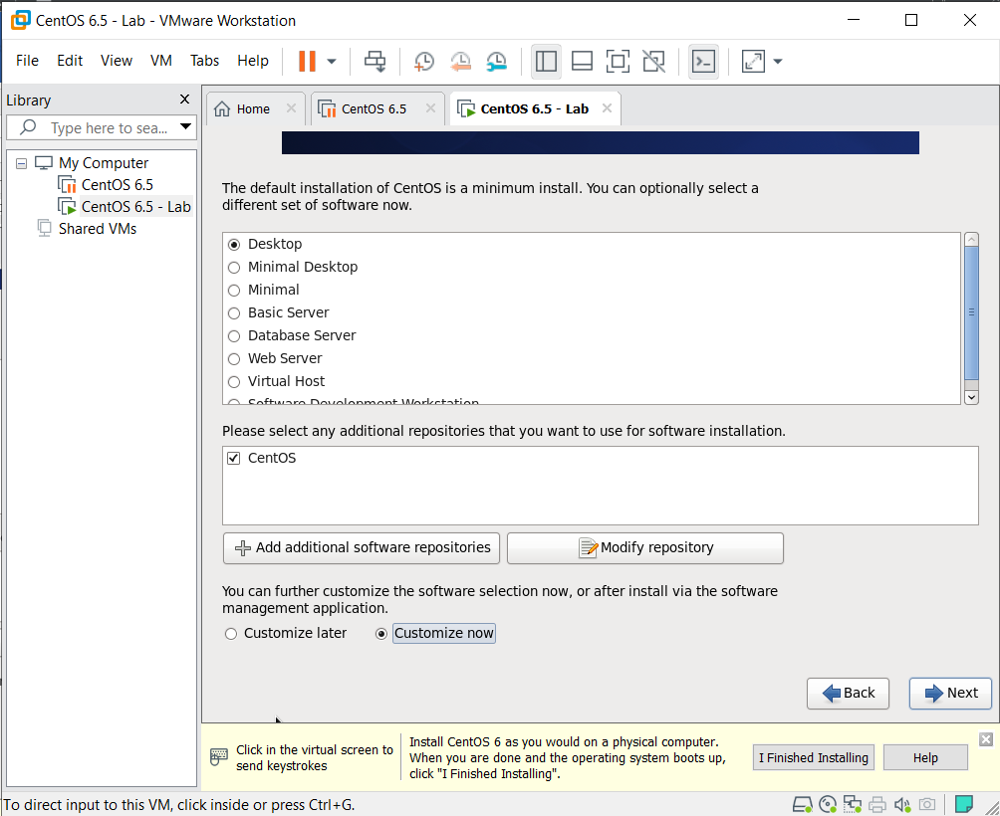 CentOS 6.5 - Lab - VMware Workstation
File Edit View VM Tabs Help
Library
Type here to sea...
My Computer
CentOS 6.5
CentOS 6.5 - Lab
Shared VMs
Home
CentOS 6.5
CentOS 6.5 - Lab
The default installation of CentOS is a minimum install. You can optionally select a
different set of software now.
Desktop
Minimal Desktop
Minimal
Basic Server
Database Server
Web Server
Virtual Host
Software Development Workstation
Please select any additional repositories that you want to use for software installation.
CentOS
Add additional software repositories
Modify repository
You can further customize the software selection now, or after install via the software
management application.
Customize later
Customize now
Back
Next
Click in the virtual screen to
send keystrokes
Install CentOS 6 as you would on a physical computer.
When you are done and the operating system boots up,
click "I Finished Installing".
I Finished Installing
Help
To direct input to this VM, click inside or press Ctrl+G.